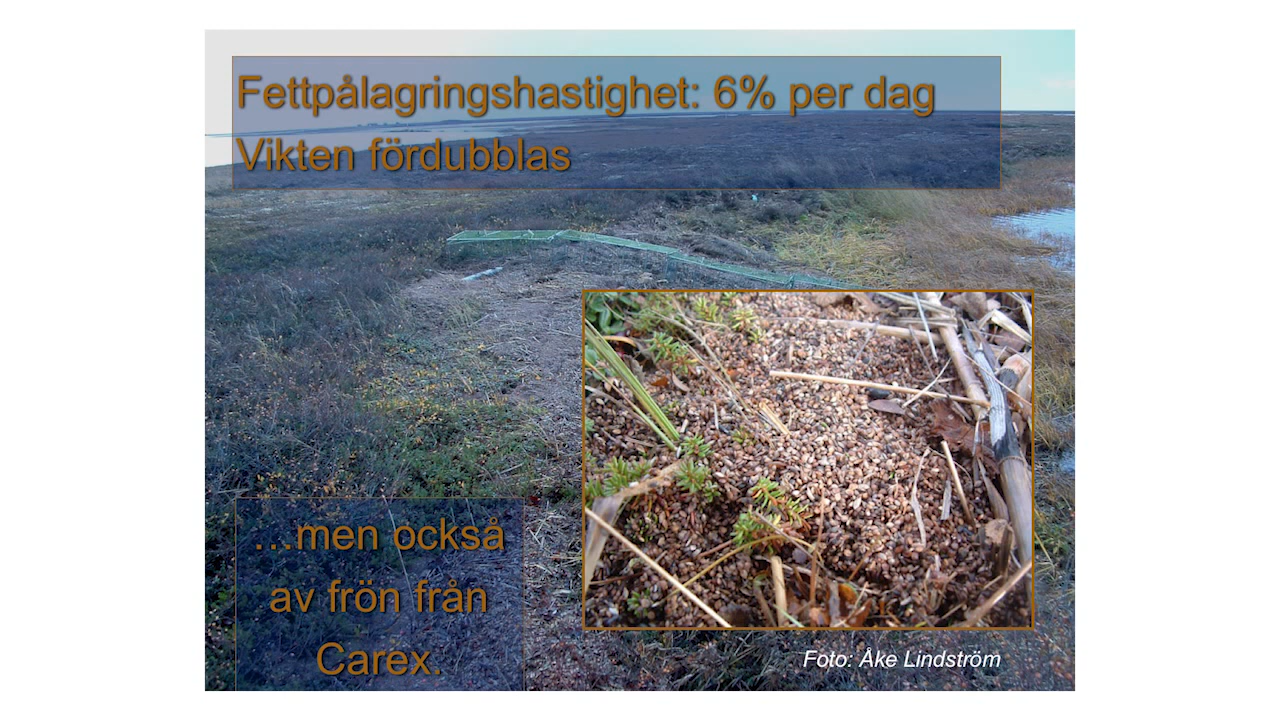 Fettpålagringshastighet: 6% per dag
Vikten fördubblas
…men också
av frön från
Carex.
Foto: Åke Lindström